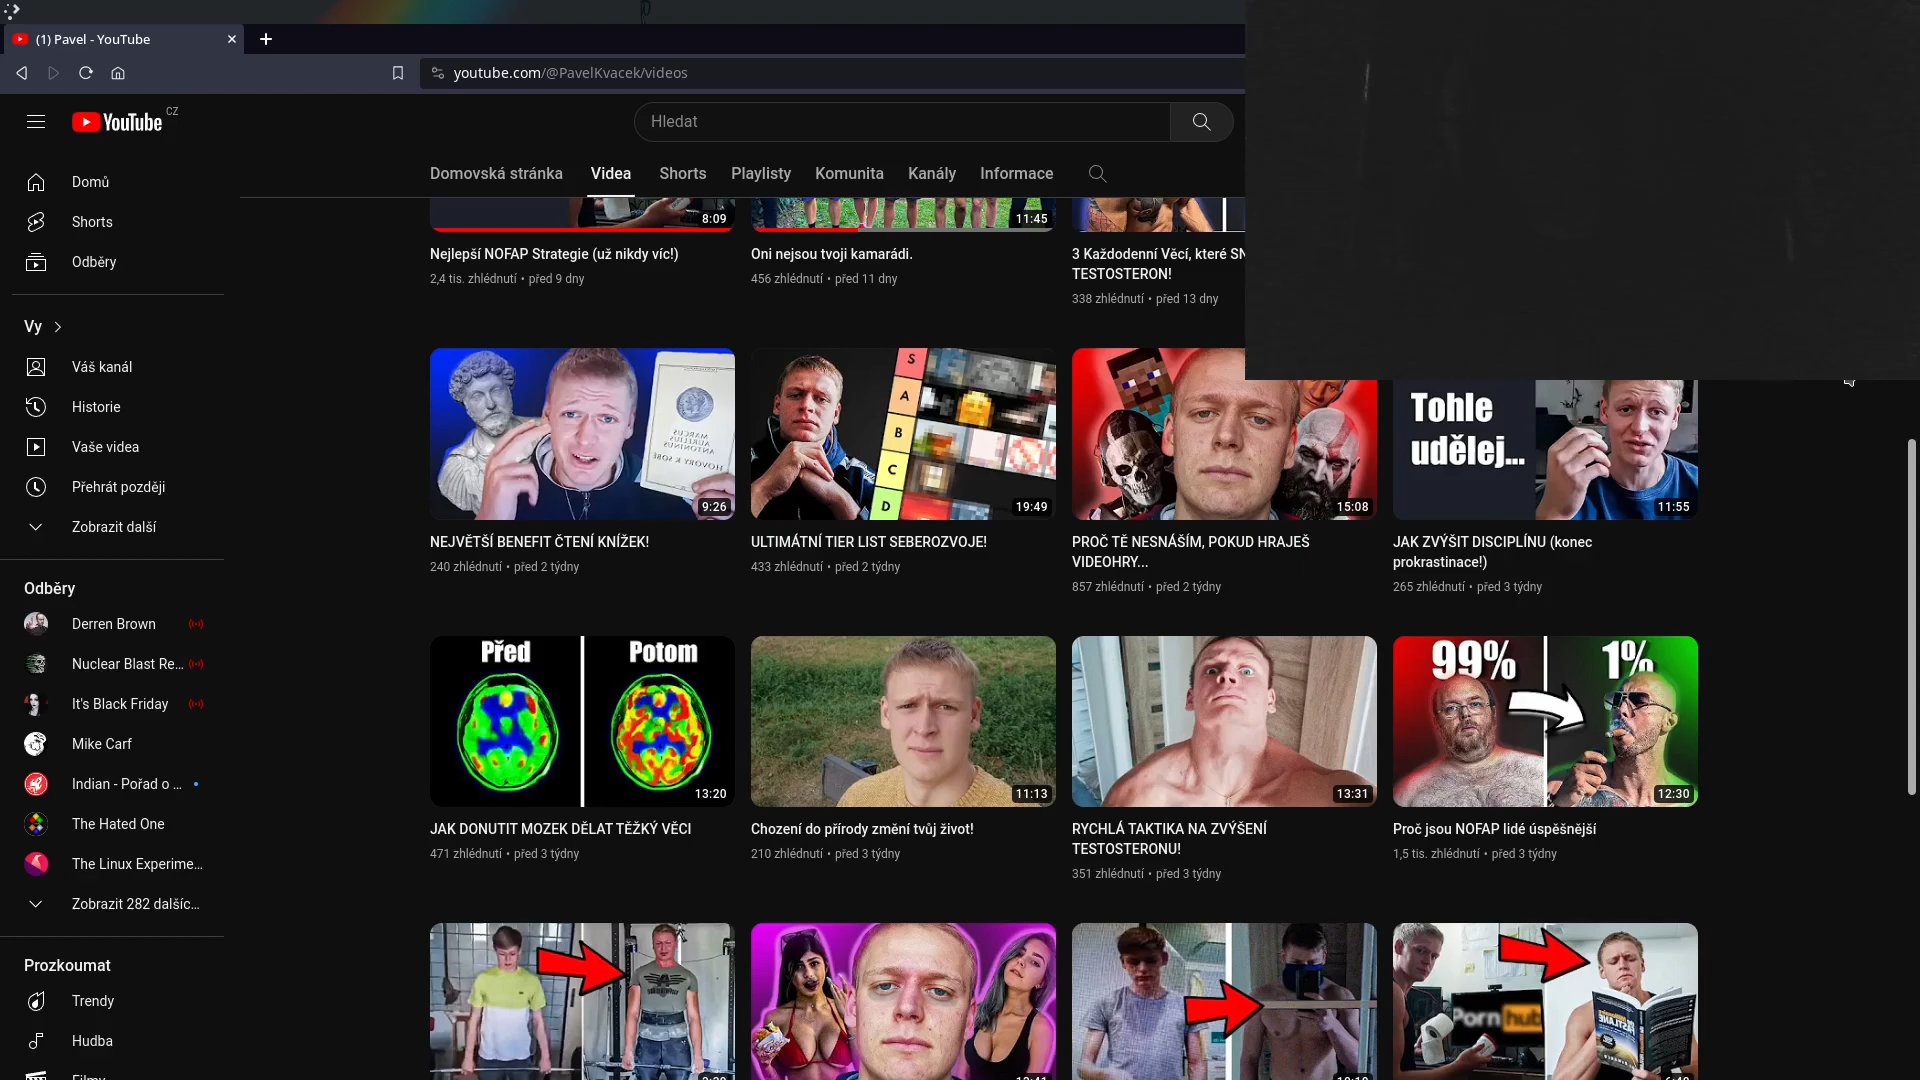 (1) Pavel - YouTube
youtube.com/@PavelKvacek/videos
YouTube CZ
Hledat
Domovská stránka
Videa
Shorts
Playlisty
Komunita
Kanály
Informace
Domů
Shorts
Odběry
Vy
Váš kanál
Historie
Vaše videa
Přehrát později
Zobrazit další
Odběry
Derren Brown
Nuclear Blast Re...
It's Black Friday
Mike Carf
Indian - Pořad o ...
The Hated One
The Linux Experime...
Zobrazit 282 dalšíc...
Prozkoumat
Trendy
Hudba
Filmy
8:09
Nejlepší NOFAP Strategie (už nikdy víc!)
2,4 tis. zhlédnutí • před 9 dny
11:45
Oni nejsou tvoji kamarádi.
456 zhlédnutí • před 11 dny
3 Každodenní Věcí, které SN
TESTOSTERON!
338 zhlédnutí • před 13 dny
MARCUS
AURELIUS
ANTONINUS
HOVORY K SOBĚ
9:26
NEJVĚTŠÍ BENEFIT ČTENÍ KNÍŽEK!
240 zhlédnutí • před 2 týdny
S
A
B
C
D
19:49
ULTIMÁTNÍ TIER LIST SEBEROZVOJE!
433 zhlédnutí • před 2 týdny
15:08
PROČ TĚ NESNÁŠÍM, POKUD HRAJEŠ
VIDEOHRY...
857 zhlédnutí • před 2 týdny
Tohle
udělej...
11:55
JAK ZVÝŠIT DISCIPLÍNU (konec
prokrastinace!)
265 zhlédnutí • před 3 týdny
Před
Potom
13:20
JAK DONUTIT MOZEK DĚLAT TĚŽKÝ VĚCI
471 zhlédnutí • před 3 týdny
11:13
Chození do přírody změní tvůj život!
210 zhlédnutí • před 3 týdny
13:31
RYCHLÁ TAKTIKA NA ZVÝŠENÍ
TESTOSTERONU!
351 zhlédnutí • před 3 týdny
99%
1%
12:30
Proč jsou NOFAP lidé úspěšnější
1,5 tis. zhlédnutí • před 3 týdny
Porn hub
FASTLANE